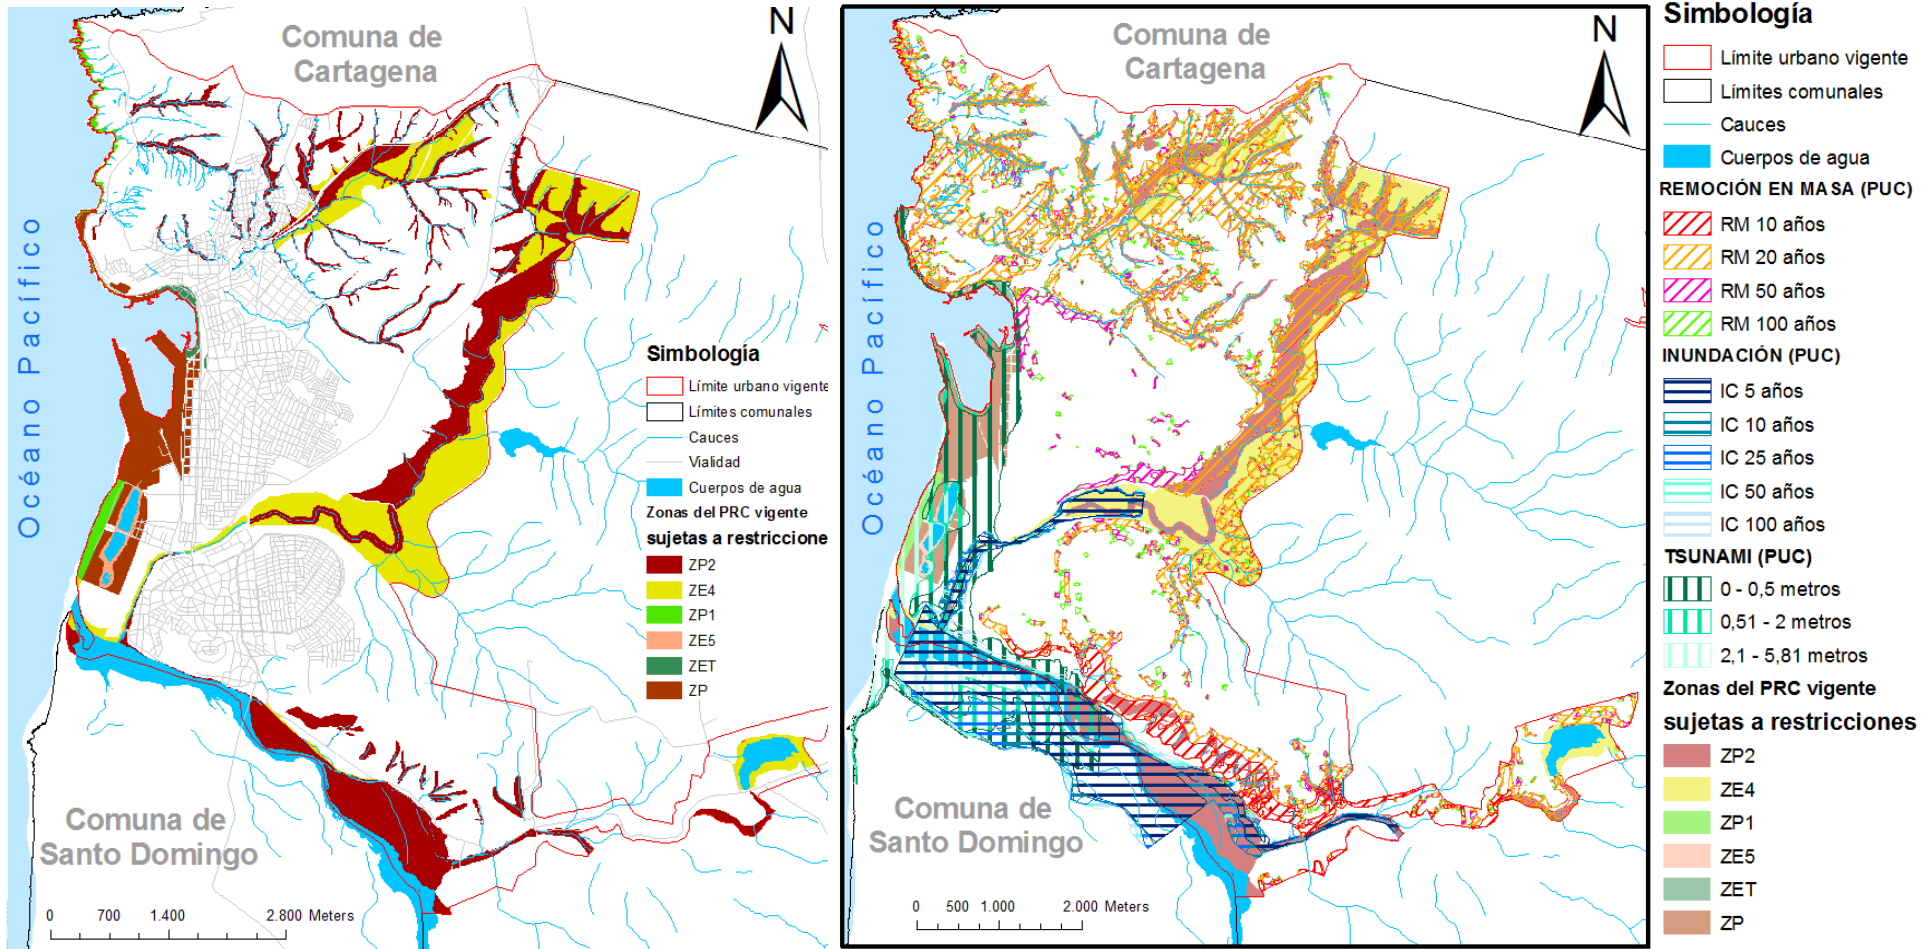 Comuna de
Cartagena
N
Océano Pacífico
Simbología
Límite urbano vigente
Límites comunales
Cauces
Vialidad
Cuerpos de agua
Zonas del PRC vigente
sujetas a restriccione
ZP2
ZE4
ZP1
ZE5
ZET
ZP
Comuna de
Santo Domingo
0 700 1.400 2.800 Meters
Comuna de
Cartagena
N
Océano Pacífico
Comuna de
Santo Domingo
0 500 1.000 2.000 Meters
Simbología
Límite urbano vigente
Límites comunales
Cauces
Cuerpos de agua
REMOCIÓN EN MASA (PUC)
RM 10 años
RM 20 años
RM 50 años
RM 100 años
INUNDACIÓN (PUC)
IC 5 años
IC 10 años
IC 25 años
IC 50 años
IC 100 años
TSUNAMI (PUC)
0 - 0,5 metros
0,51 - 2 metros
2,1 - 5,81 metros
Zonas del PRC vigente
sujetas a restricciones
ZP2
ZE4
ZP1
ZE5
ZET
ZP